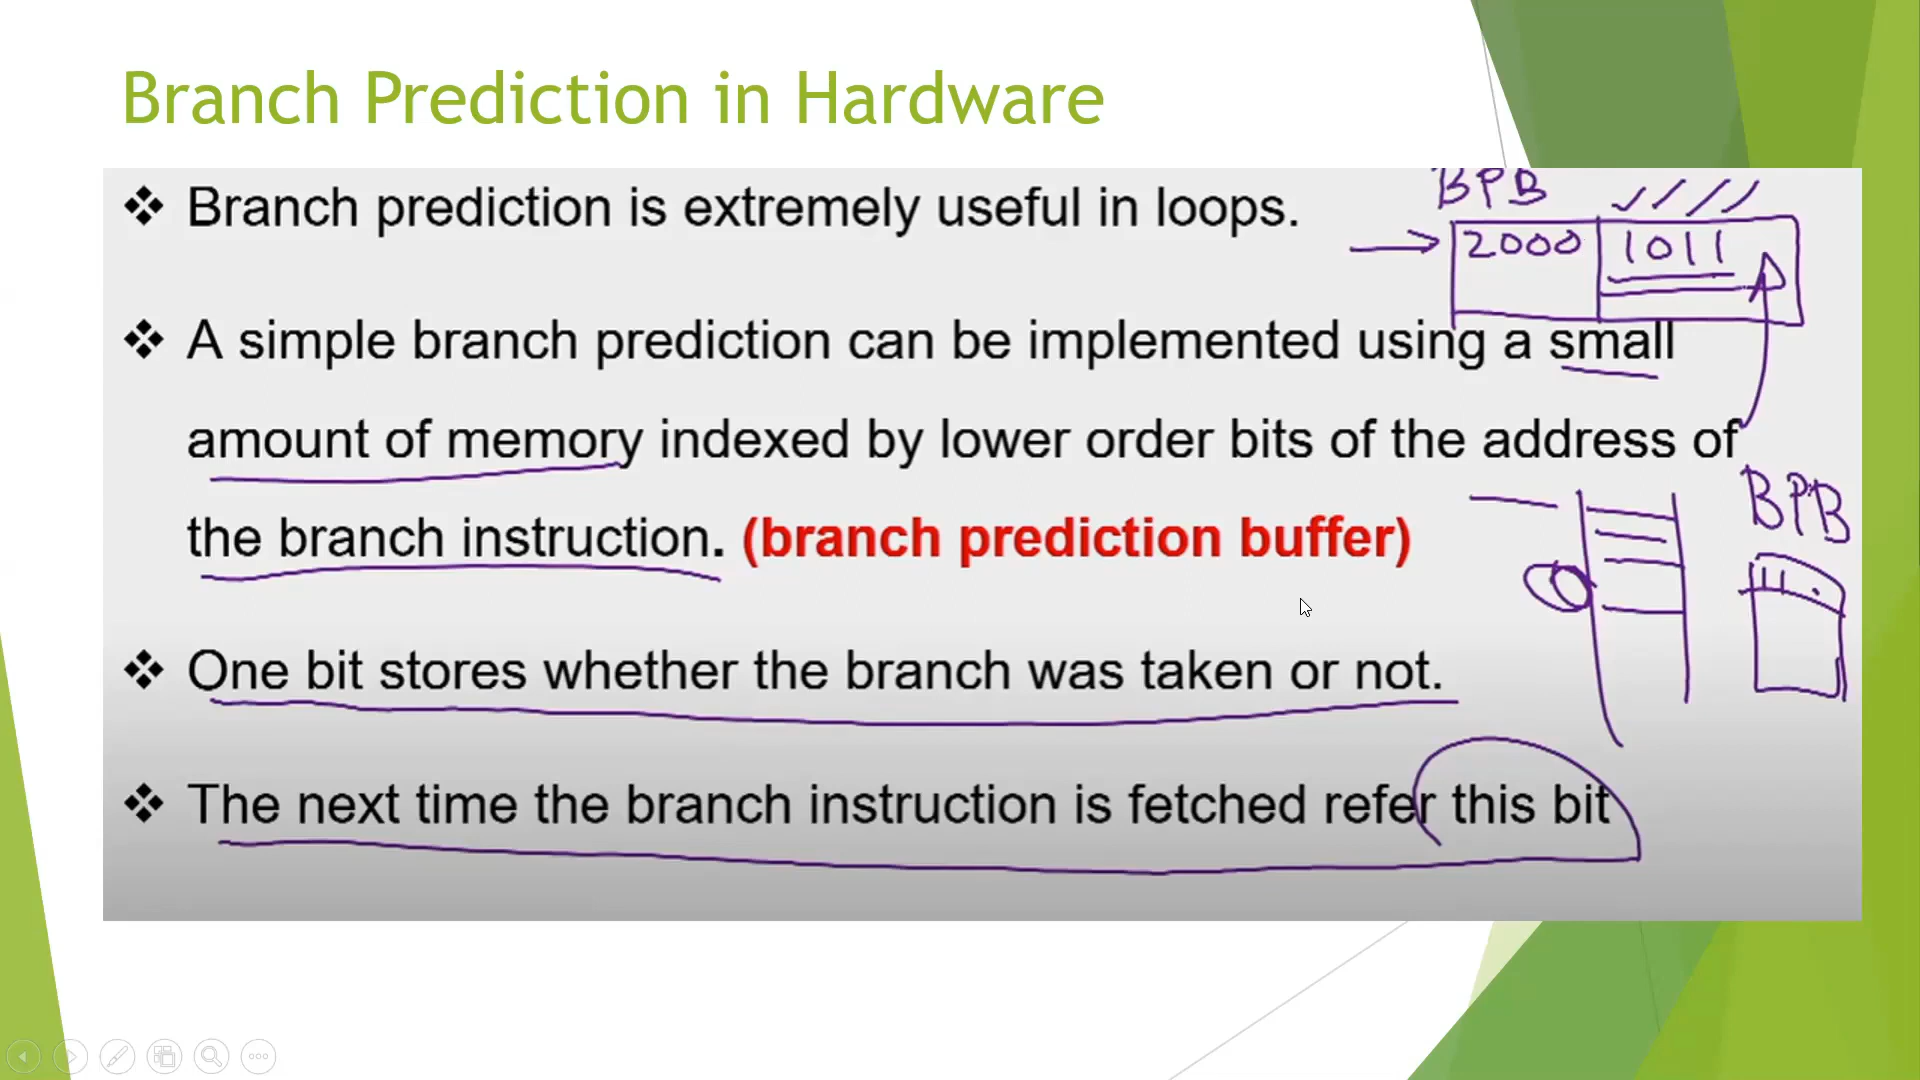 Branch Prediction in Hardware
BPB
❖ Branch prediction is extremely useful in loops.
2000 1011
❖ A simple branch prediction can be implemented using a small
amount of memory indexed by lower order bits of the address of
BPB
the branch instruction. (branch prediction buffer)
❖ One bit stores whether the branch was taken or not.
❖ The next time the branch instruction is fetched refer this bit